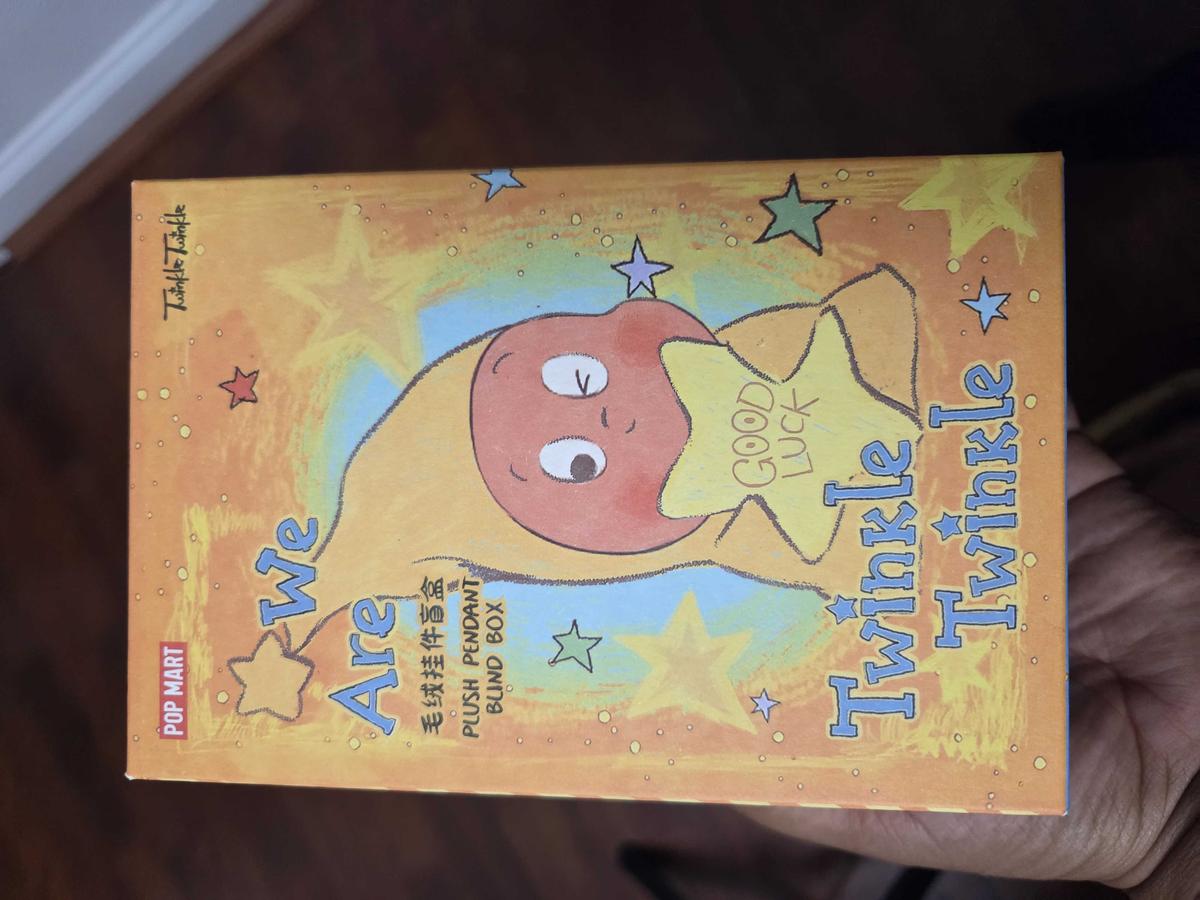 POP MART
Twinkle Twinkle
We
Are
毛绒挂件盲盒
PLUSH PENDANT
BLIND BOX
GOOD
LUCK
Twinkle
Twinkle